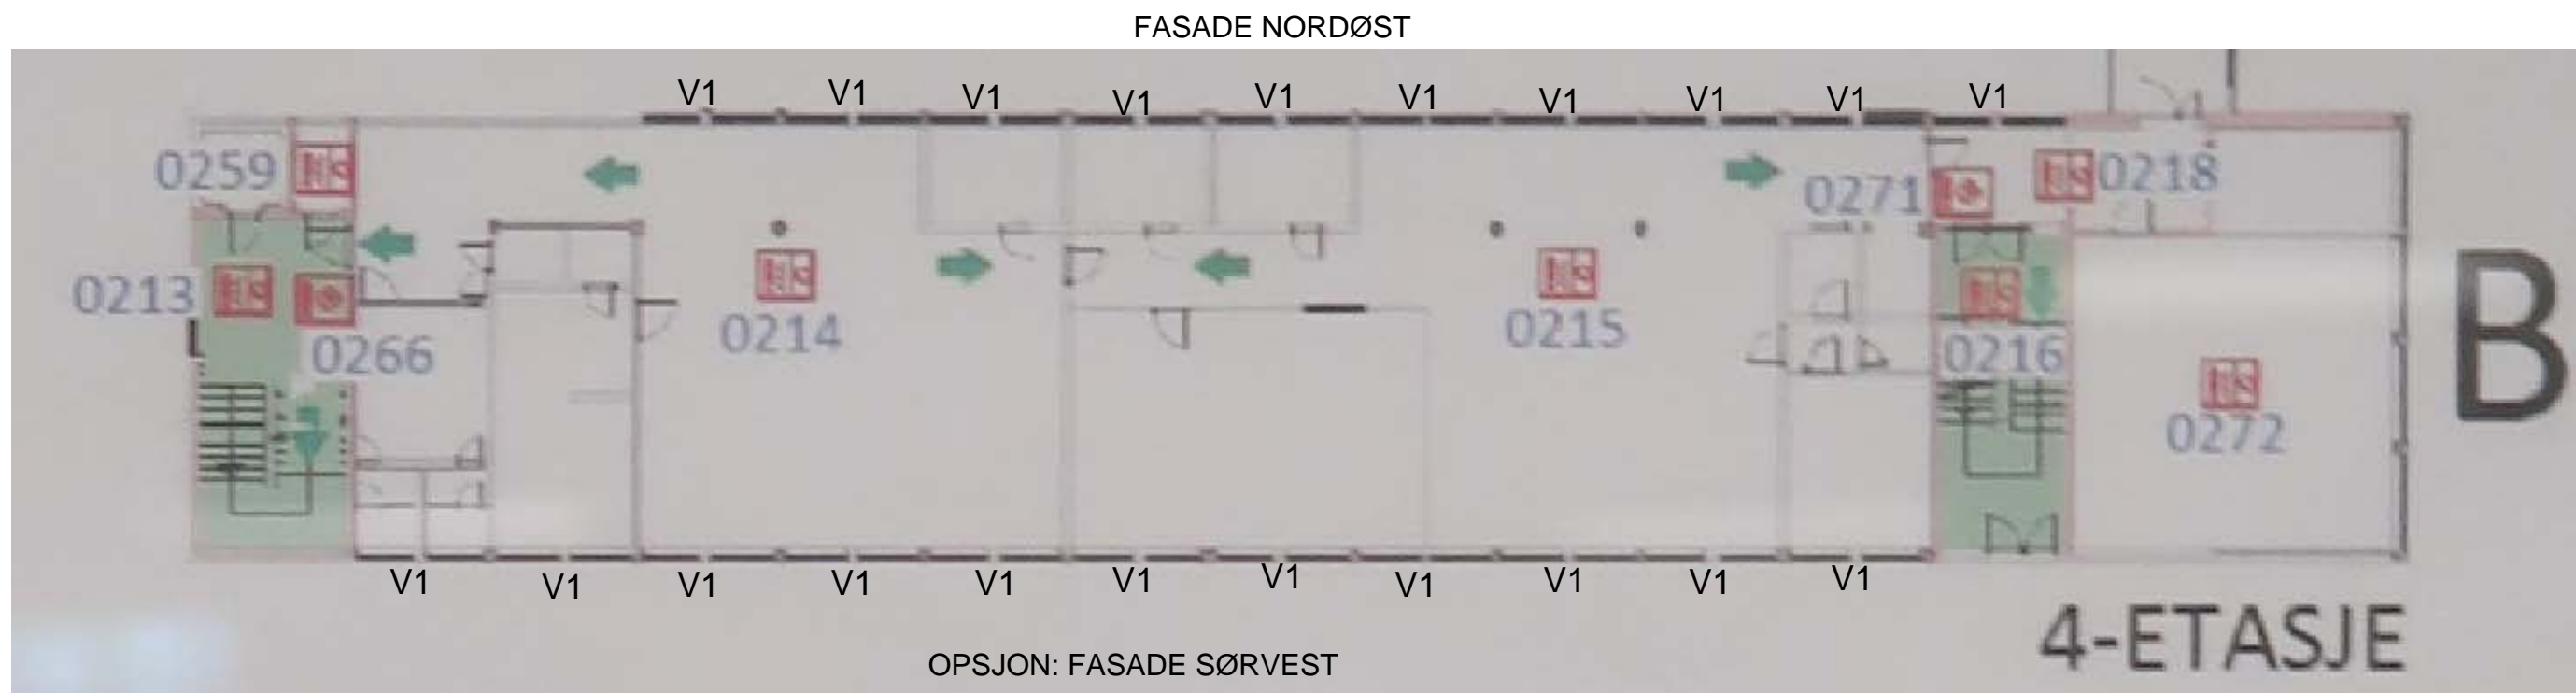 FASADE NORDØST
V1 V1 V1 V1 V1 V1 V1 V1 V1 V1
0259
0271
0218
0213
0266
0214
0215
0216
0272
B
V1 V1 V1 V1 V1 V1 V1 V1 V1 V1 V1
4-ETASJE
OPSJON: FASADE SØRVEST